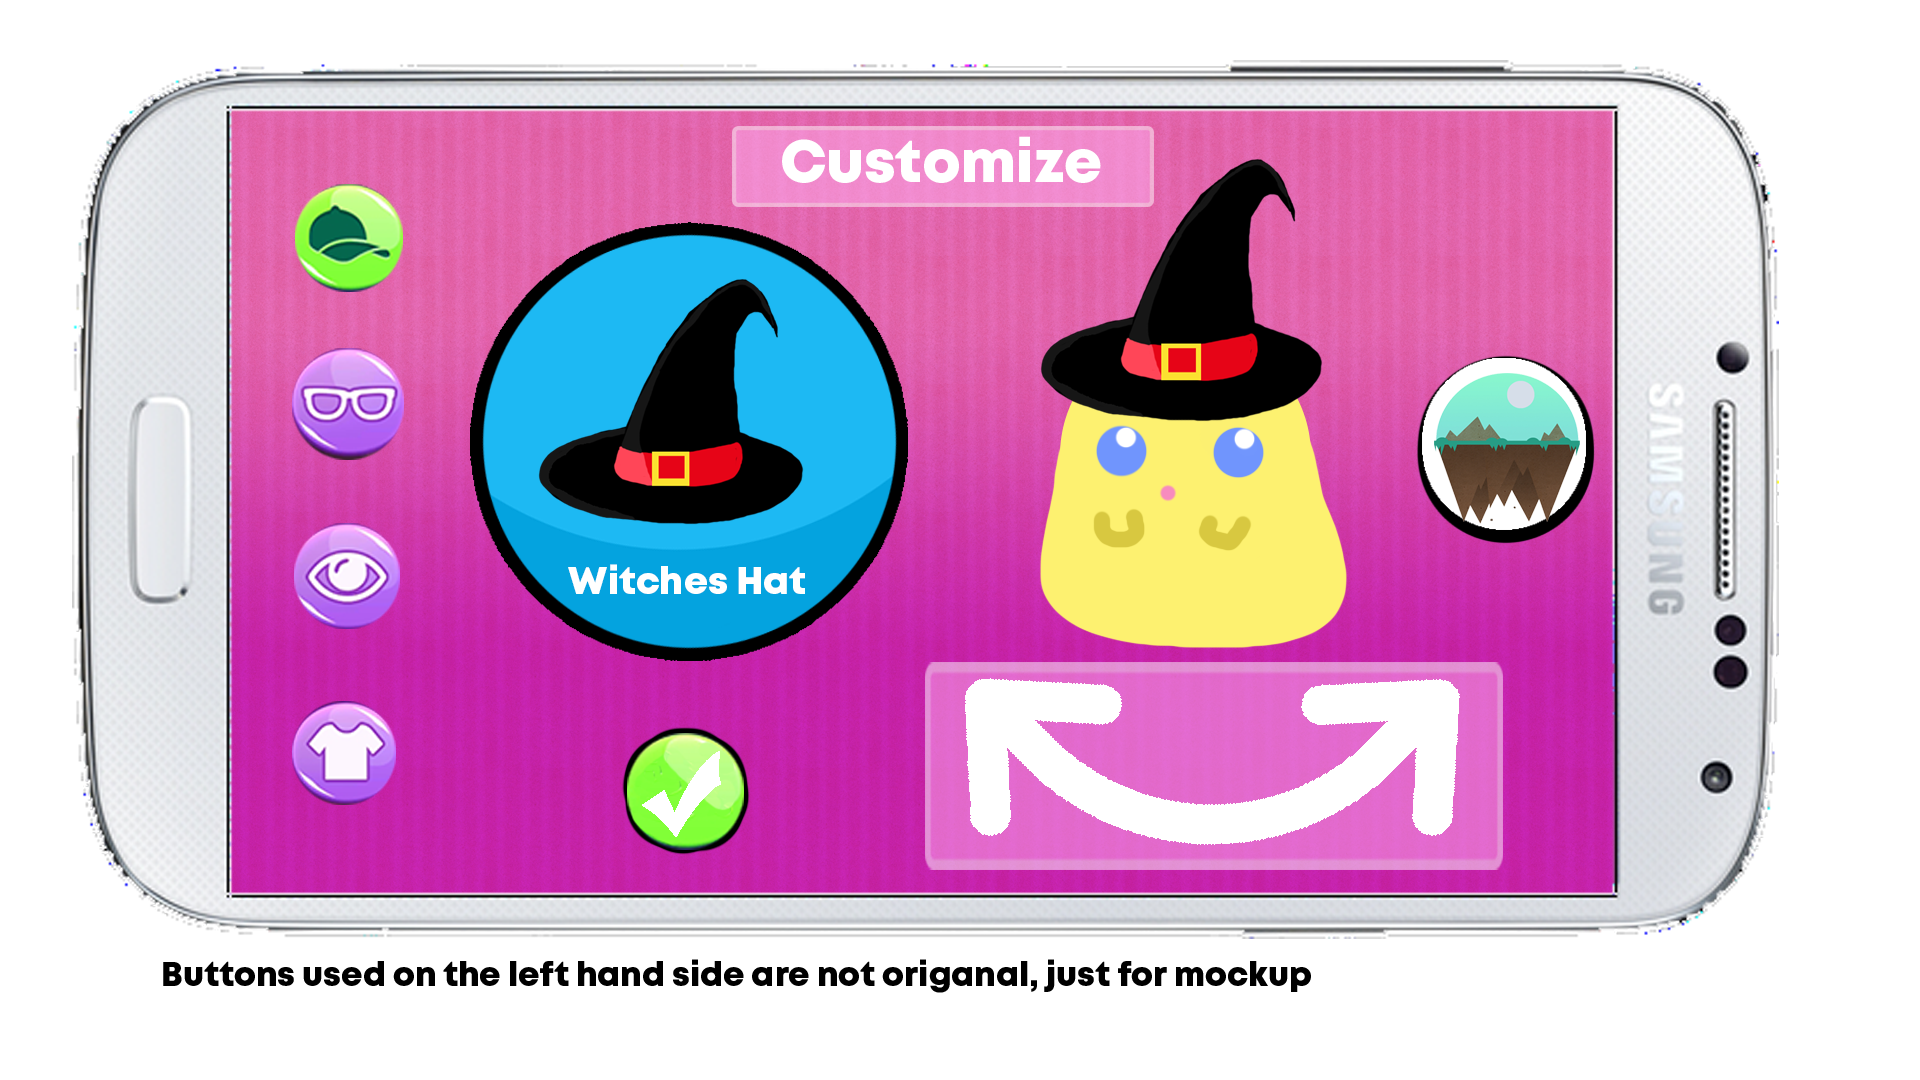 Customize
Witches Hat
SAMSUNG
Buttons used on the left hand side are not origanal, just for mockup